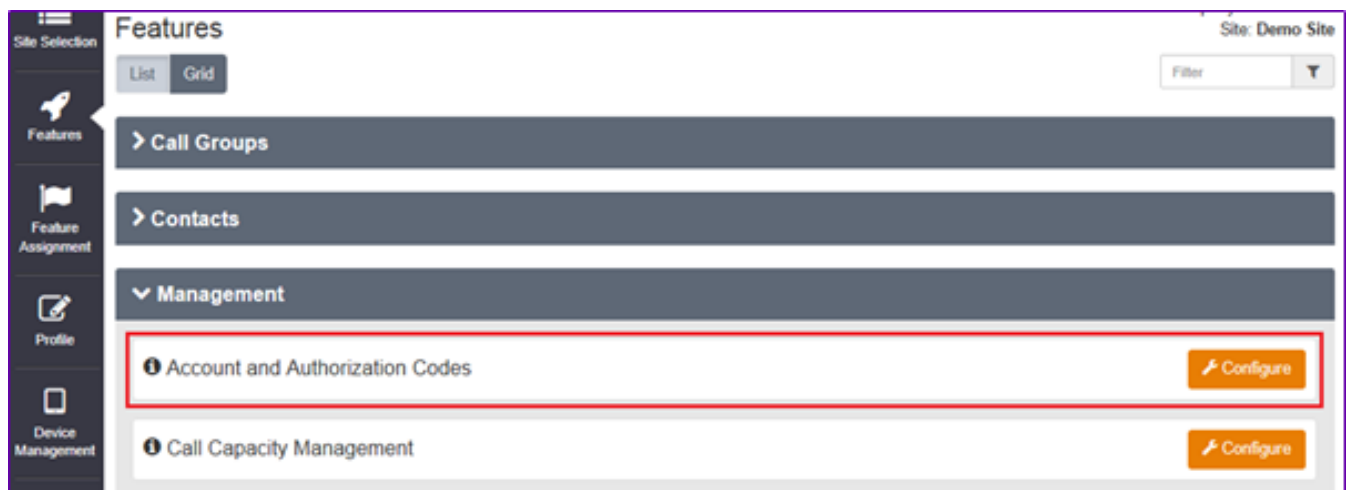 Site Selection
Features
Feature
Assignment
Profile
Device
Management
Features
Site: Demo Site
List Grid
Filter
Call Groups
Contacts
Management
Account and Authorization Codes
Configure
Call Capacity Management
Configure